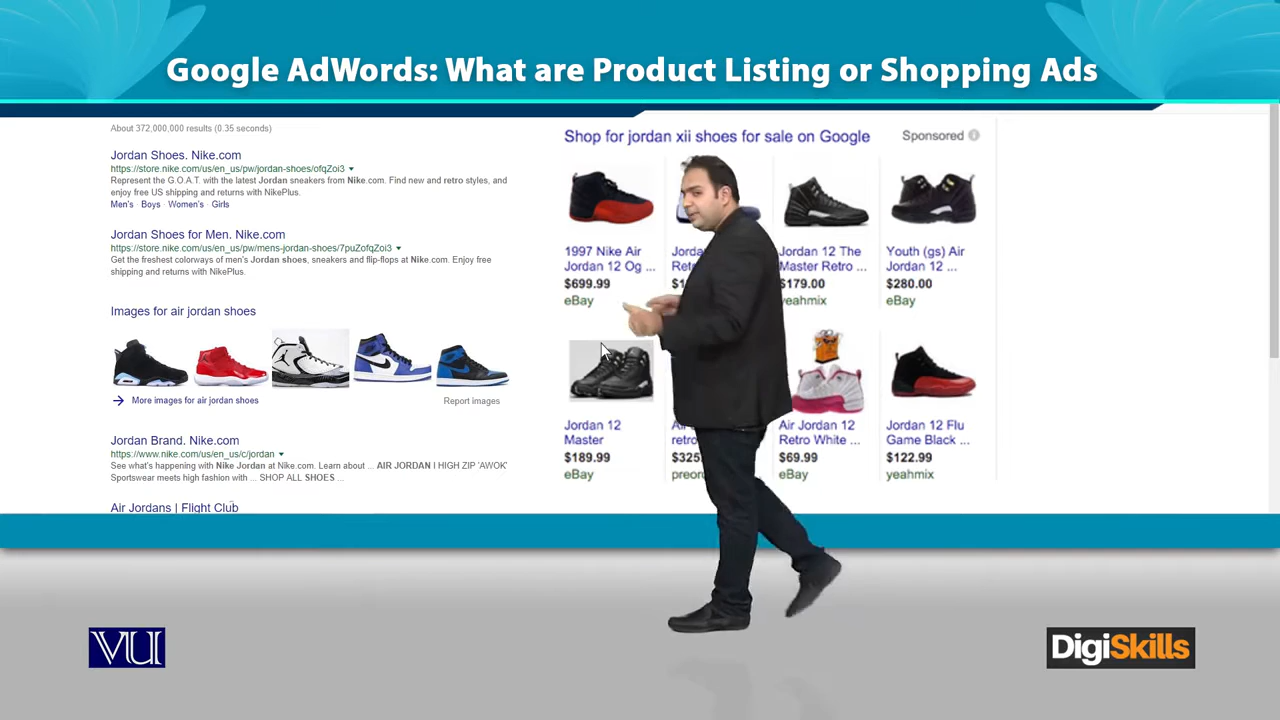 Google AdWords: What are Product Listing or Shopping Ads
About 372,000,000 results (0.35 seconds)
Jordan Shoes. Nike.com
https://store.nike.com/us/en_us/pw/jordan-shoes/ofqZoi3
Represent the G.O.A.T. with the latest Jordan sneakers from Nike.com. Find new and retro styles, and
enjoy free US shipping and returns with NikePlus.
Men's · Boys · Women's · Girls
Jordan Shoes for Men. Nike.com
https://store.nike.com/us/en_us/pw/mens-jordan-shoes/7puZofqZoi3
Get the freshest colorways of men's Jordan shoes, sneakers and flip-flops at Nike.com. Enjoy free
shipping and returns with NikePlus.
Images for air jordan shoes
More images for air jordan shoes
Report images
Jordan Brand. Nike.com
https://www.nike.com/us/en_us/c/jordan
See what's happening with Nike Jordan at Nike.com. Learn about ... AIR JORDAN I HIGH ZIP 'AWOK'
Sportswear meets high fashion with ... SHOP ALL SHOES ...
Air Jordans | Flight Club
Shop for jordan xii shoes for sale on Google
Sponsored
1997 Nike Air
Jordan 12 Og ...
$699.99
eBay
Jordan 12 The
Master Retro ...
$179.00
yeahmix
Youth (gs) Air
Jordan 12 ...
$280.00
eBay
Jordan 12
Master
$189.99
eBay
retro
$325
Air Jordan 12
Retro White ...
$69.99
eBay
Jordan 12 Flu
Game Black ...
$122.99
yeahmix
VU
DigiSkills